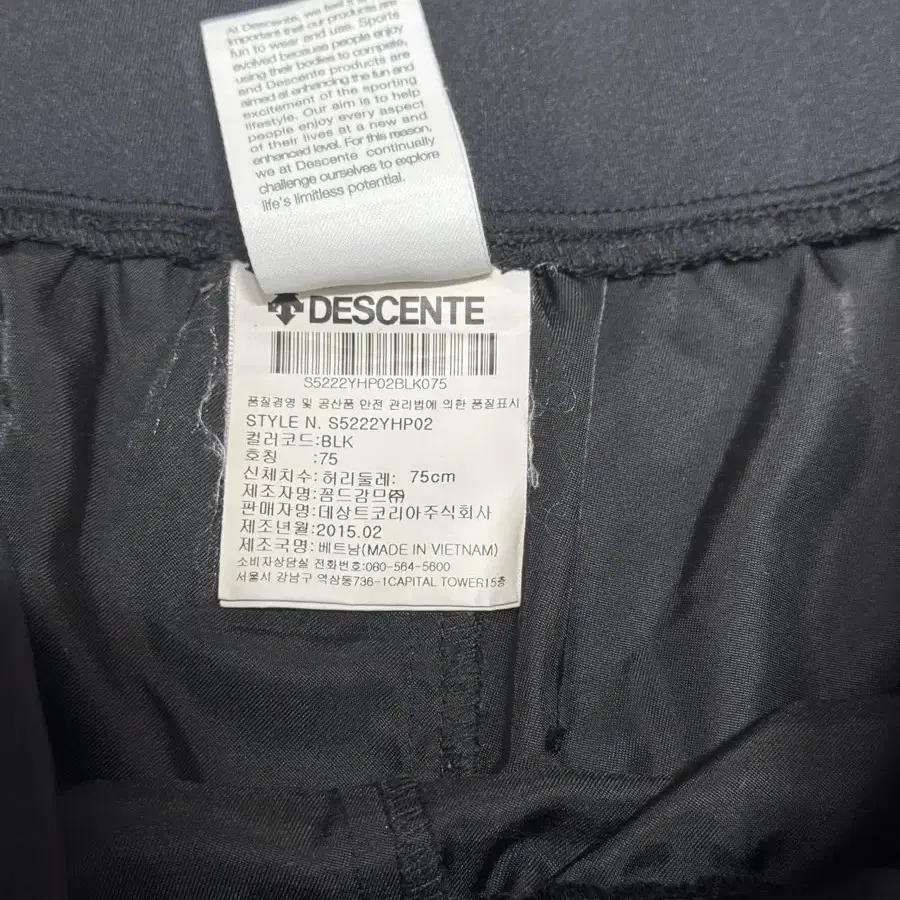 At Descente, we feel it is
important that our products are
fun to wear and use. Sports
evolved because people enjoy
using their bodies to compete,
and Descente products are
aimed at enhancing the fun and
excitement of the sporting
lifestyle. Our aim is to help
people enjoy every aspect
of their lives at a new and
enhanced level. For this reason,
we at Descente continually
challenge ourselves to explore
life's limitless potential.
DESCENTE
S5222YHP02BLK075
품질경영 및 공산품 안전 관리법에 의한 품질표시
STYLE N. S5222YHP02
컬러코드:BLK
호칭 :75
신체치수:허리둘레: 75cm
제조자명:꼼드감므㈜
판매자명:데상트코리아주식회사
제조년월:2015.02
제조국명:베트남(MADE IN VIETNAM)
소비자상담실 전화번호:080-564-5600
서울시 강남구 역삼동736-1CAPITAL TOWER15층